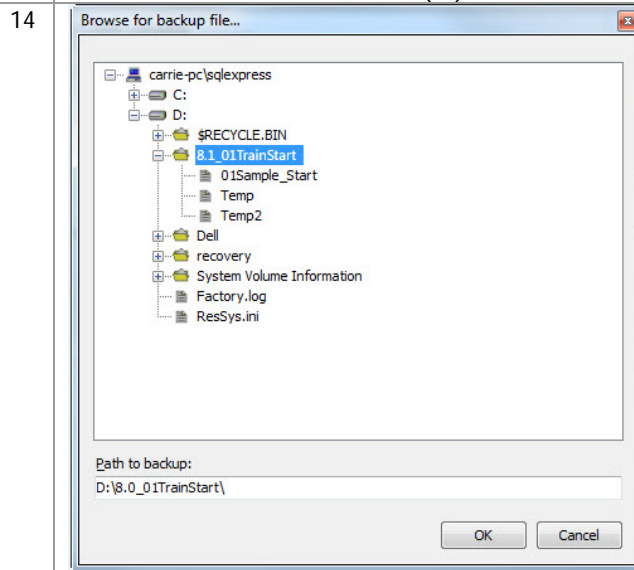 14
Browse for backup file...
carrie-pc\sqlexpress
C:
D:
$RECYCLE.BIN
8.1_01TrainStart
01Sample_Start
Temp
Temp2
Dell
recovery
System Volume Information
Factory.log
ResSys.ini
Path to backup:
D:\8.0_01TrainStart\
OK Cancel